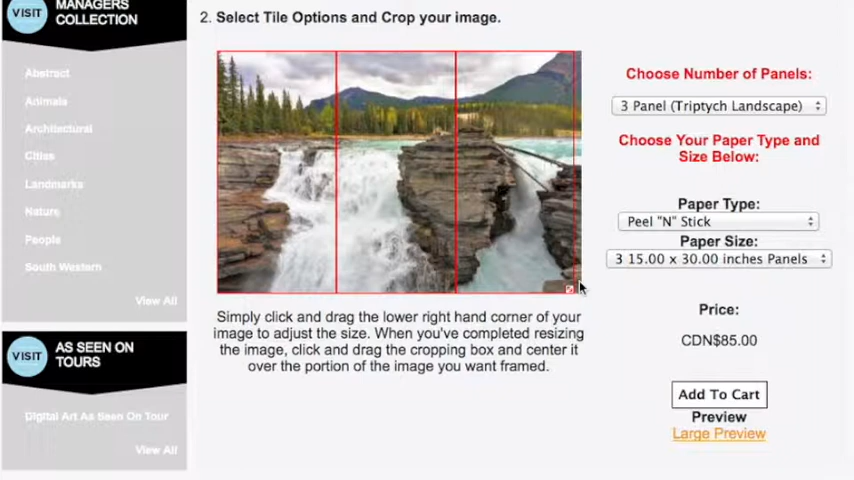 VISIT
MANAGERS
COLLECTION
Abstract
Animals
Architectural
Cities
Landmarks
Nature
People
South Western
View All
VISIT
AS SEEN ON
TOURS
Digital Art As Seen On Tour
View All
2. Select Tile Options and Crop your image.
Simply click and drag the lower right hand corner of your
image to adjust the size. When you've completed resizing
the image, click and drag the cropping box and center it
over the portion of the image you want framed.
Choose Number of Panels:
3 Panel (Triptych Landscape)
Choose Your Paper Type and
Size Below:
Paper Type:
Peel "N" Stick
Paper Size:
3 15.00 x 30.00 inches Panels
Price:
CDN$85.00
Add To Cart
Preview
Large Preview